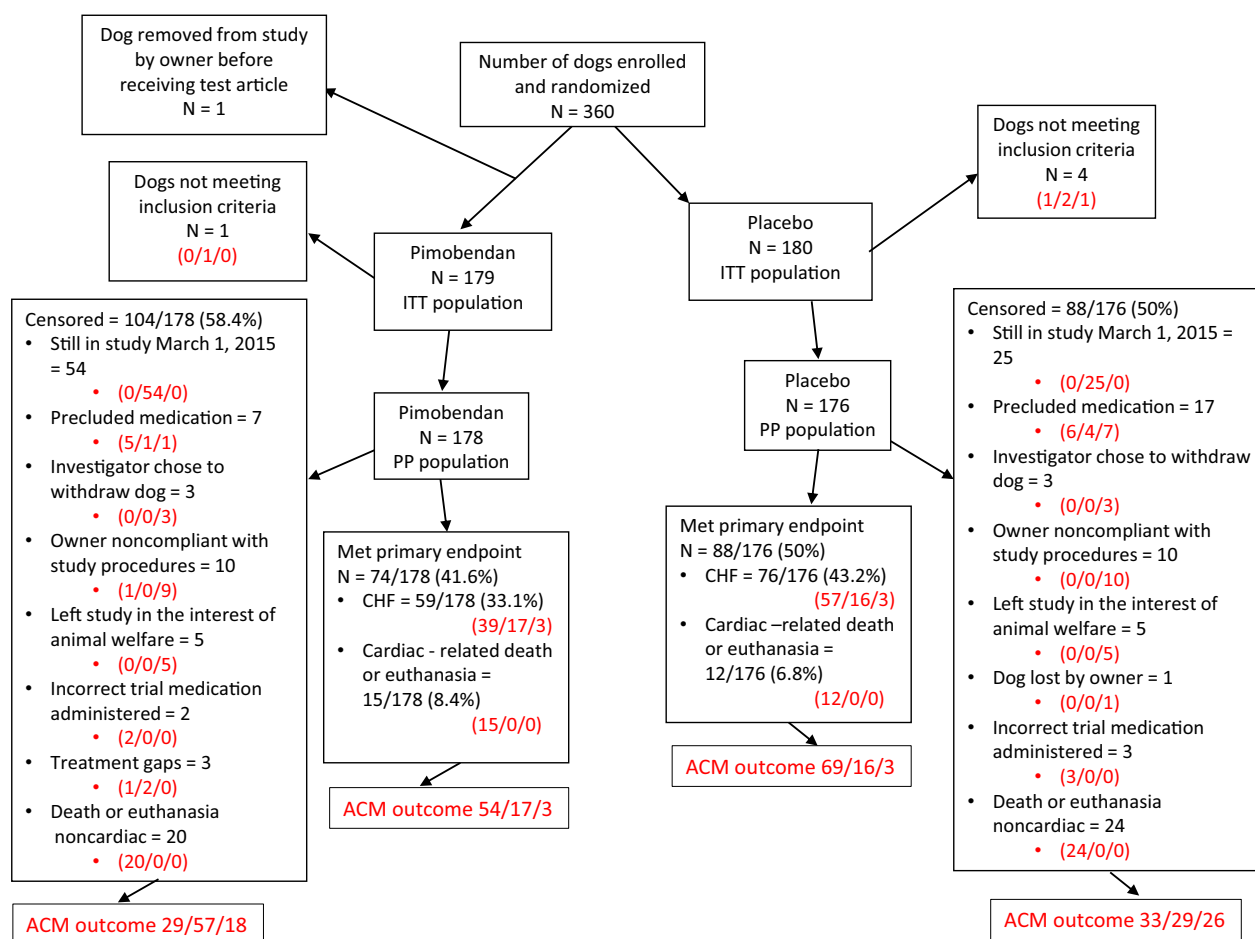 Dog removed from study
by owner before
receiving test article
N = 1
Number of dogs enrolled
and randomized
N = 360
Dogs not meeting
inclusion criteria
N = 4
(1/2/1)
Dogs not meeting
inclusion criteria
N = 1
(0/1/0)
Pimobendan
N = 179
ITT population
Placebo
N = 180
ITT population
Censored = 104/178 (58.4%)
• Still in study March 1, 2015
= 54
• (0/54/0)
• Precluded medication = 7
• (5/1/1)
• Investigator chose to
withdraw dog = 3
• (0/0/3)
• Owner noncompliant with
study procedures = 10
• (1/0/9)
• Left study in the interest of
animal welfare = 5
• (0/0/5)
• Incorrect trial medication
administered = 2
• (2/0/0)
• Treatment gaps = 3
• (1/2/0)
• Death or euthanasia
noncardiac = 20
• (20/0/0)
ACM outcome 29/57/18
Pimobendan
N = 178
PP population
Met primary endpoint
N = 74/178 (41.6%)
• CHF = 59/178 (33.1%)
(39/17/3)
• Cardiac - related death
or euthanasia =
15/178 (8.4%)
(15/0/0)
ACM outcome 54/17/3
Placebo
N = 176
PP population
Met primary endpoint
N = 88/176 (50%)
• CHF = 76/176 (43.2%)
(57/16/3)
• Cardiac –related death
or euthanasia =
12/176 (6.8%)
(12/0/0)
ACM outcome 69/16/3
Censored = 88/176 (50%)
• Still in study March 1, 2015 =
25
• (0/25/0)
• Precluded medication = 17
• (6/4/7)
• Investigator chose to withdraw
dog = 3
• (0/0/3)
• Owner noncompliant with
study procedures = 10
• (0/0/10)
• Left study in the interest of
animal welfare = 5
• (0/0/5)
• Dog lost by owner = 1
• (0/0/1)
• Incorrect trial medication
administered = 3
• (3/0/0)
• Death or euthanasia
noncardiac = 24
• (24/0/0)
ACM outcome 33/29/26